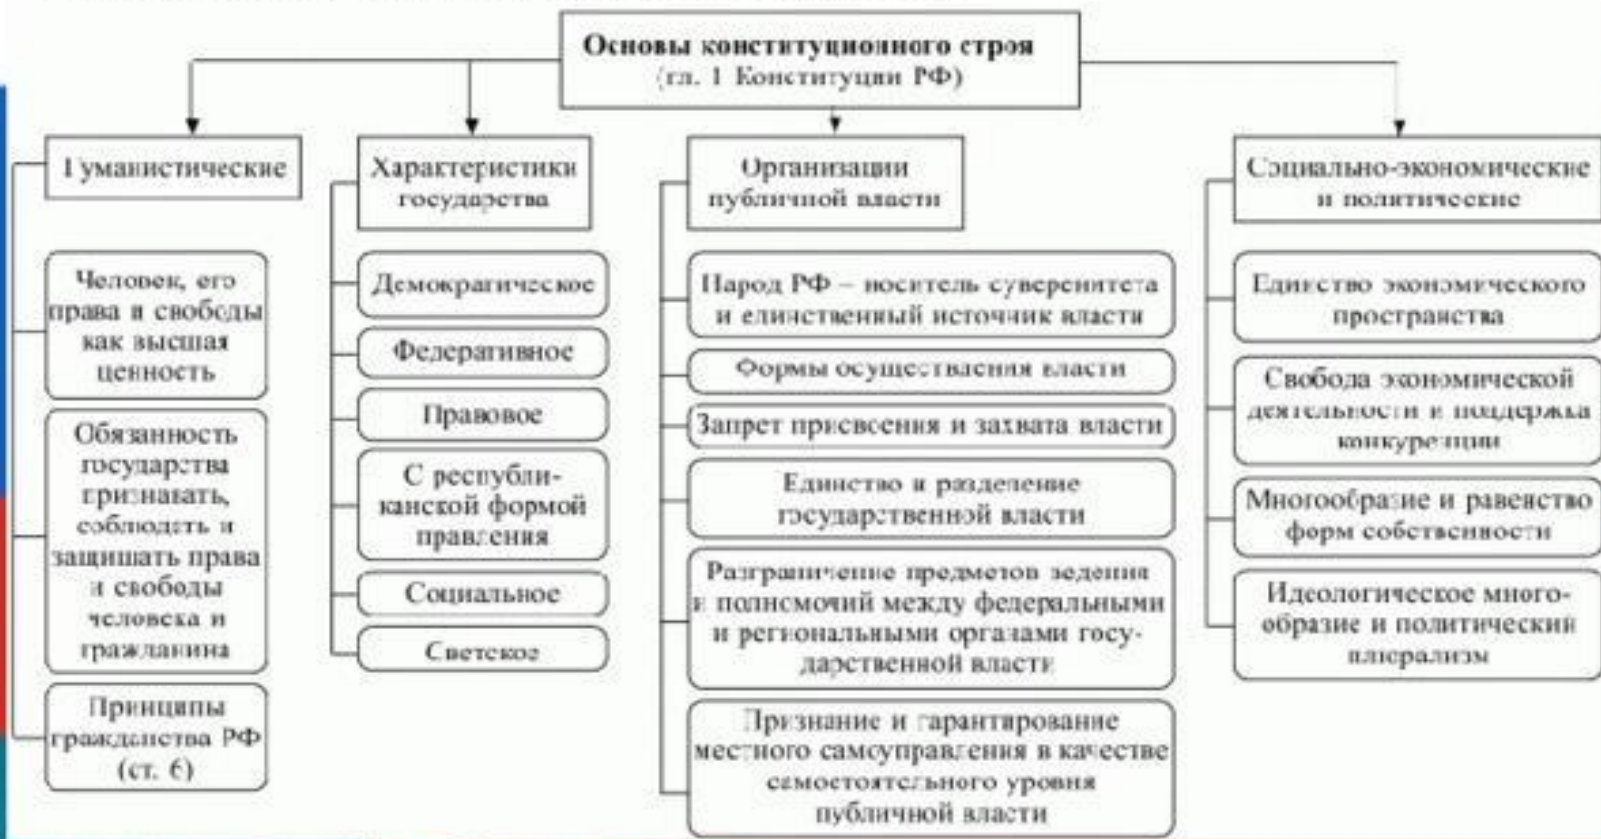 Основы конституционного строя
(гл. 1 Конституции РФ)
Гуманистические
Человек, его
права и свободы
как высшая
ценность
Обязанность
государства
признавать,
соблюдать и
защищать права
и свободы
человека и
гражданина
Принципы
гражданства РФ
(ст. 6)
Характеристики
государства
Демократическое
Федеративное
Правовое
С республи-
канской формой
правления
Социальное
Светское
Организации
публичной власти
Народ РФ – носитель суверенитета
и единственный источник власти
Формы осуществления власти
Запрет присвоения и захвата власти
Единство и разделение
государственной власти
Разграничение предметов ведения
и полномочий между федеральными
и региональными органами госу-
дарственной власти
Признание и гарантирование
местного самоуправления в качестве
самостоятельного уровня
публичной власти
Социально-экономические
и политические
Единство экономического
пространства
Свобода экономической
деятельности и поддержка
конкуренции
Многообразие и равенство
форм собственности
Идеологическое много-
образие и политический
плюрализм